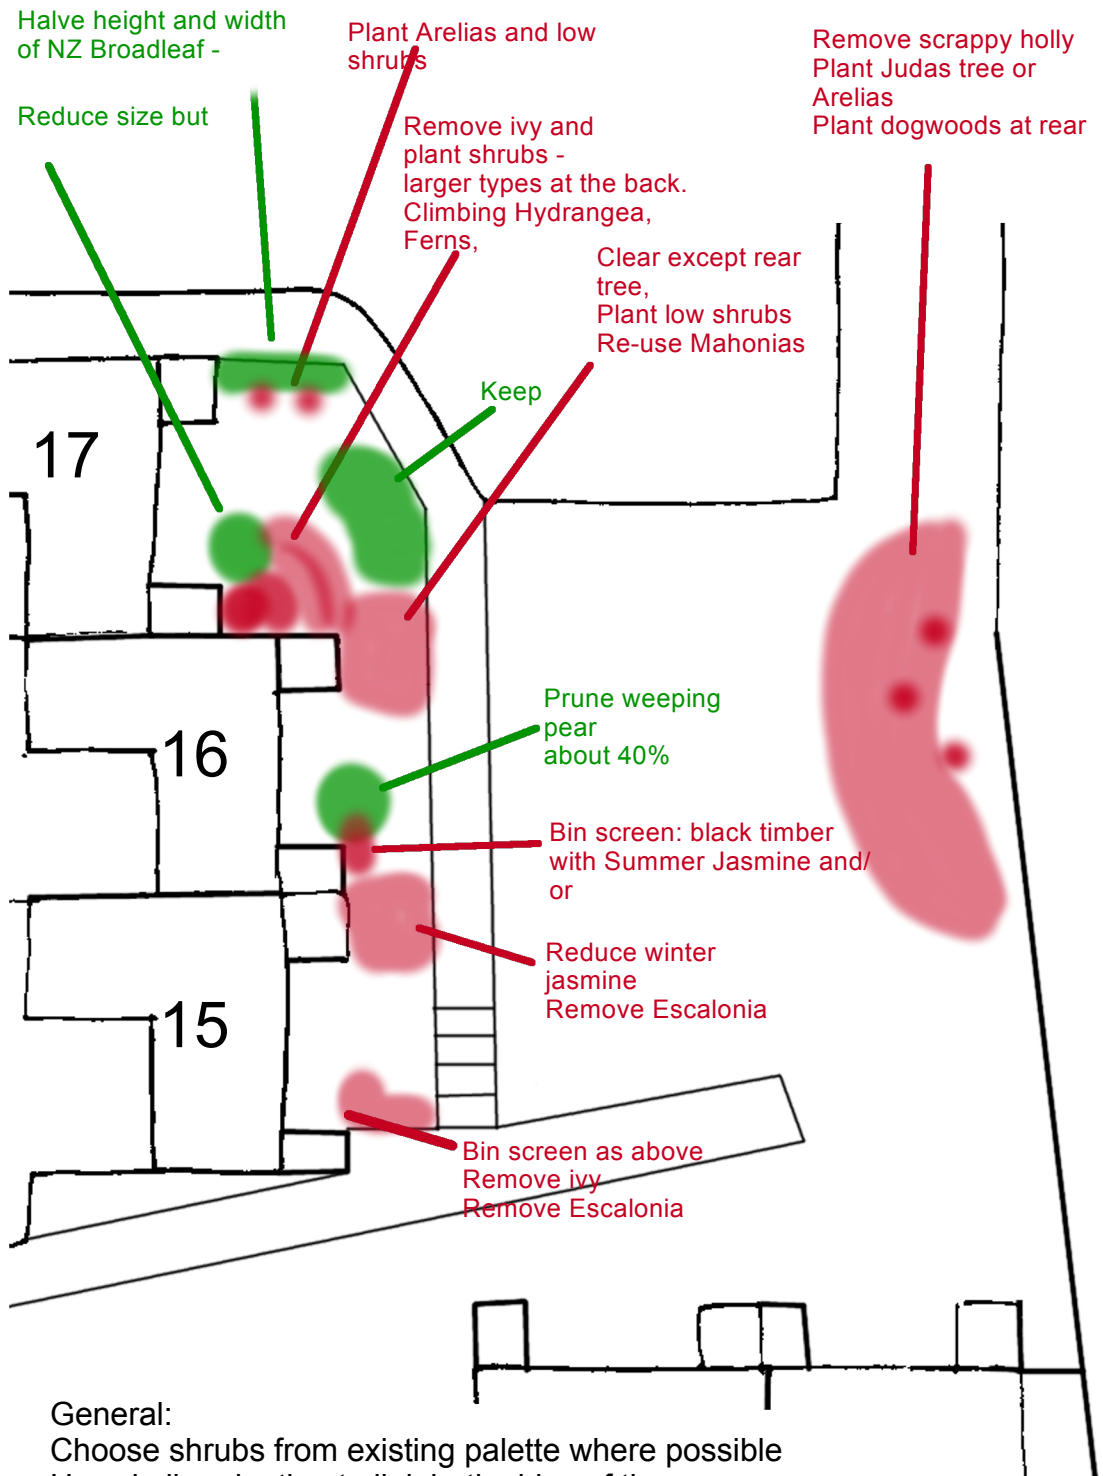 Halve height and width
of NZ Broadleaf -
Reduce size but
Plant Arelias and low
shrubs
Remove ivy and
plant shrubs -
larger types at the back.
Climbing Hydrangea,
Ferns,
Clear except rear
tree,
Plant low shrubs
Re-use Mahonias
Remove scrappy holly
Plant Judas tree or
Arelias
Plant dogwoods at rear
Keep
17
16
Prune weeping
pear
about 40%
Bin screen: black timber
with Summer Jasmine and/
or
Reduce winter
jasmine
Remove Escalonia
15
Bin screen as above
Remove ivy
Remove Escalonia
General:
Choose shrubs from existing palette where possible